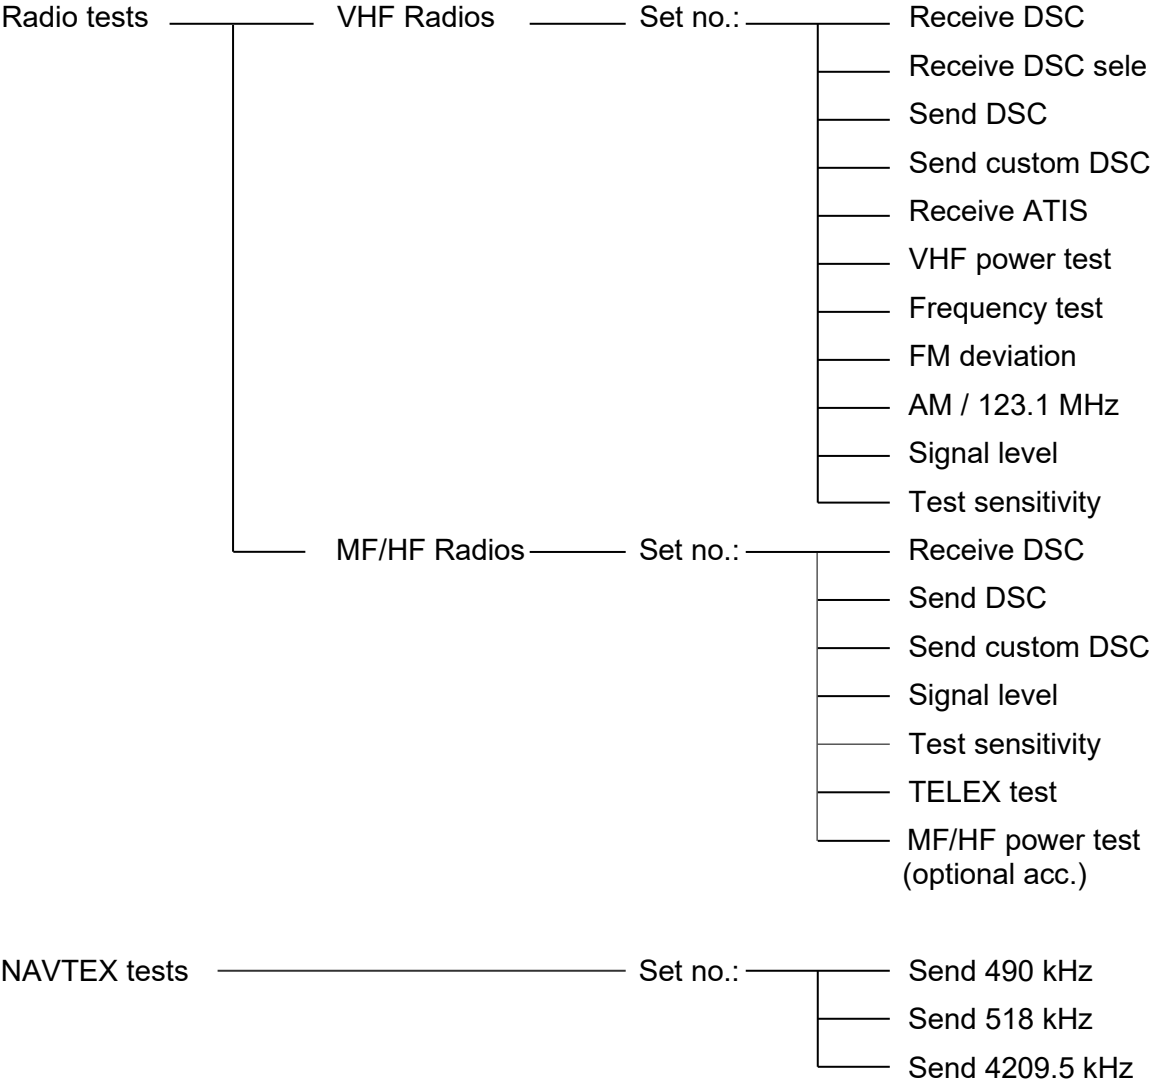 Radio tests VHF Radios Set no.: Receive DSC
Receive DSC sele
Send DSC
Send custom DSC
Receive ATIS
VHF power test
Frequency test
FM deviation
AM / 123.1 MHz
Signal level
Test sensitivity
MF/HF Radios Set no.: Receive DSC
Send DSC
Send custom DSC
Signal level
Test sensitivity
TELEX test
MF/HF power test
(optional acc.)
NAVTEX tests Set no.: Send 490 kHz
Send 518 kHz
Send 4209.5 kHz